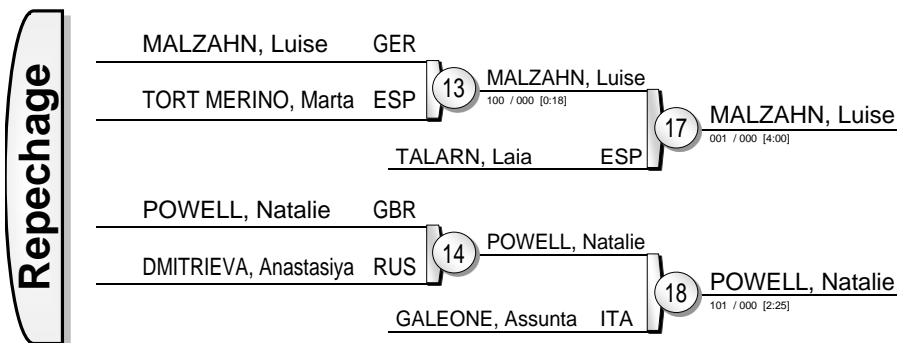 Repechage
MALZAHN, Luise GER
TORT MERINO, Marta ESP
13
MALZAHN, Luise
100 / 000 [0:18]
TALARN, Laia ESP
17
MALZAHN, Luise
001 / 000 [4:00]
POWELL, Natalie GBR
DMITRIEVA, Anastasiya RUS
14
POWELL, Natalie
GALEONE, Assunta ITA
18
POWELL, Natalie
101 / 000 [2:25]